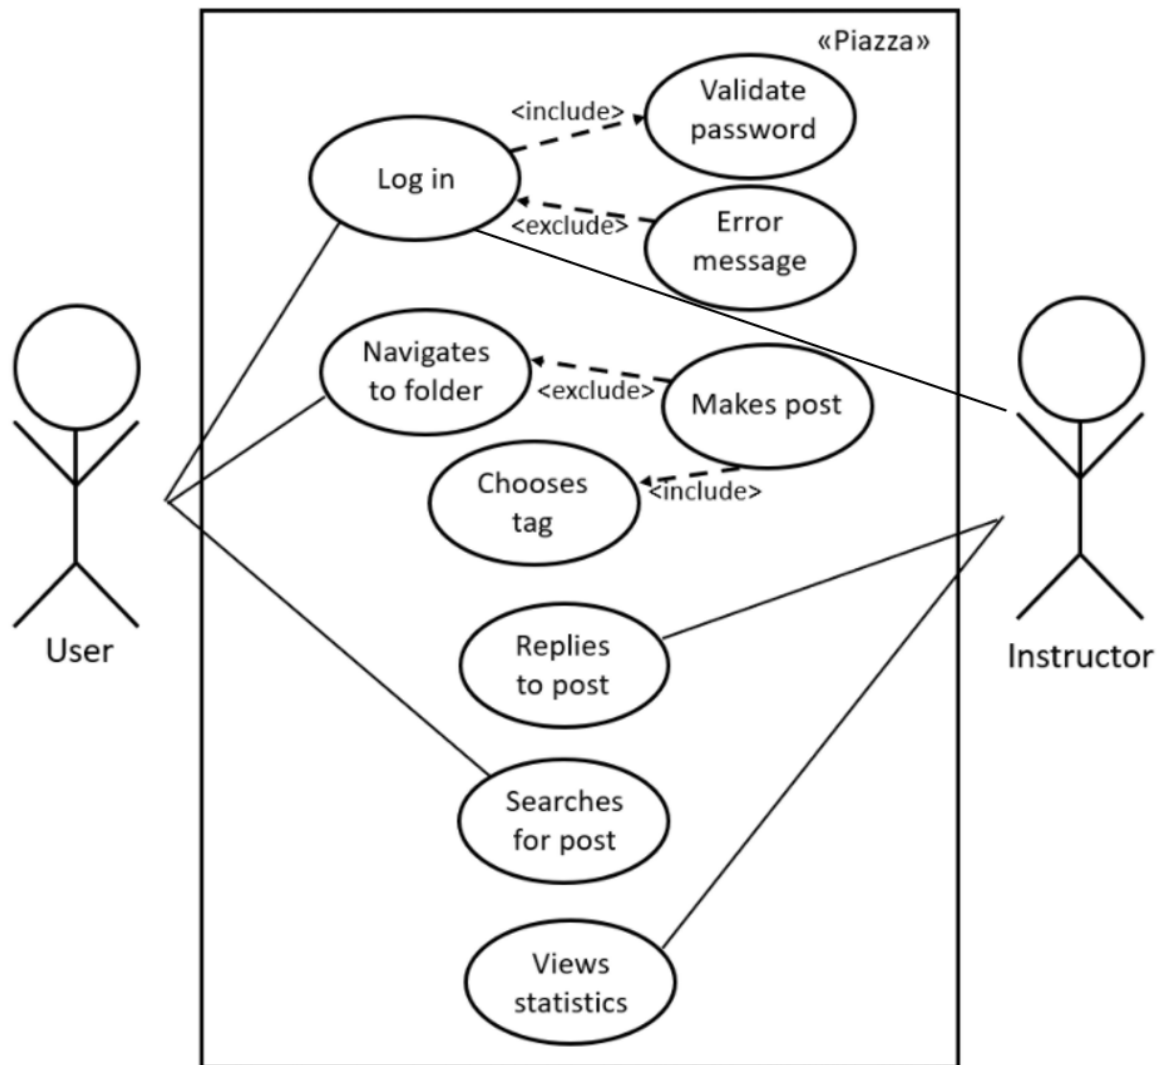 «Piazza»
Validate
password
<include>
Log in
<exclude>
Error
message
Navigates
to folder
<exclude>
Makes post
Chooses
tag
<include>
Replies
to post
User
Instructor
Searches
for post
Views
statistics